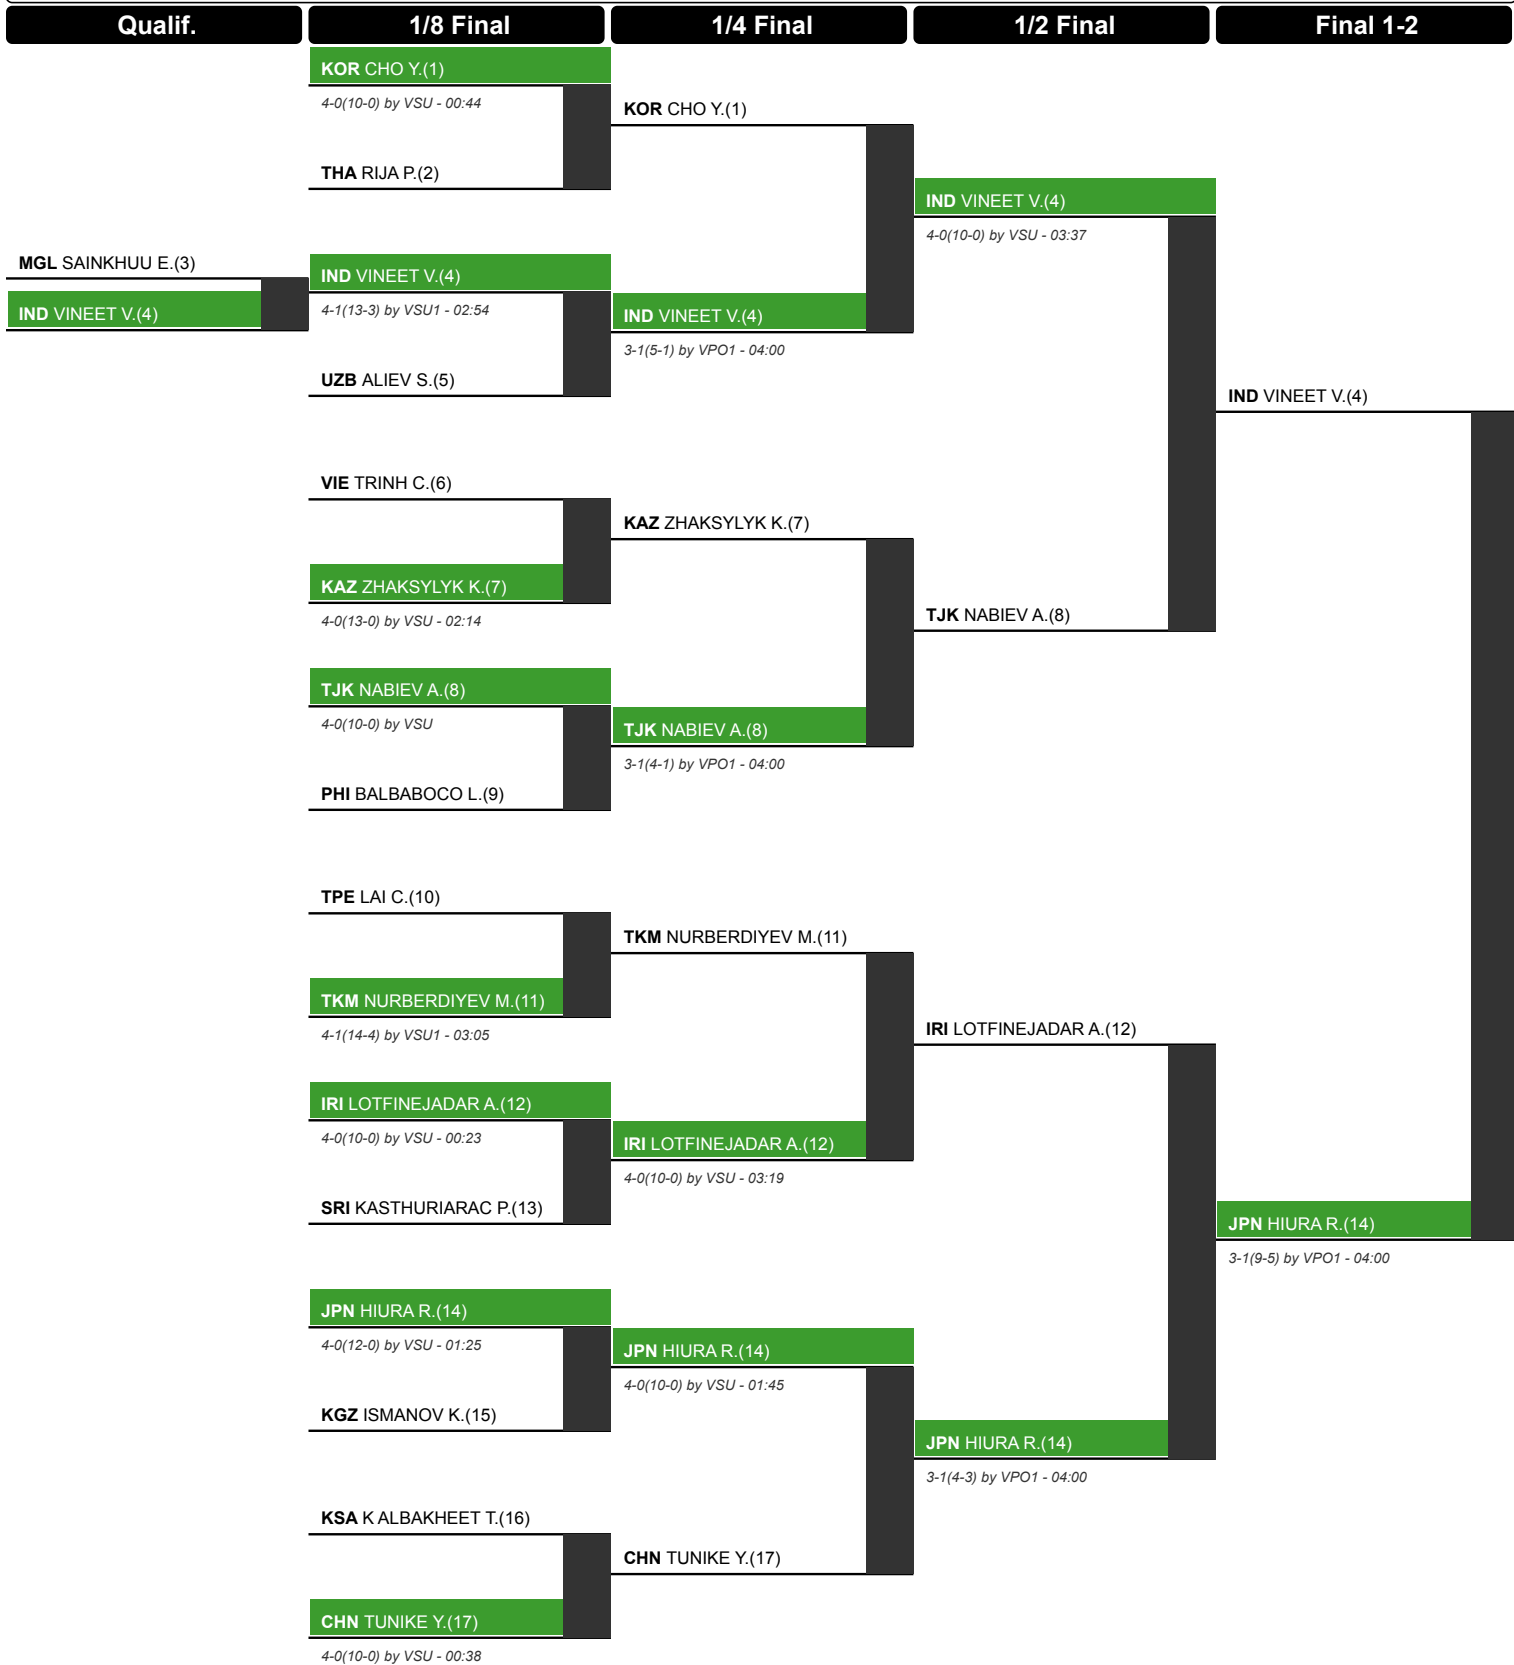 Qualif.
1/8 Final
1/4 Final
1/2 Final
Final 1-2
MGL SAINKHUU E.(3)
IND VINEET V.(4)
KOR CHO Y.(1)
4-0(10-0) by VSU - 00:44
THA RIJA P.(2)
IND VINEET V.(4)
4-1(13-3) by VSU1 - 02:54
UZB ALIEV S.(5)
VIE TRINH C.(6)
KAZ ZHAKSYLYK K.(7)
4-0(13-0) by VSU - 02:14
TJK NABIEV A.(8)
4-0(10-0) by VSU
PHI BALBABOCO L.(9)
TPE LAI C.(10)
TKM NURBERDIYEV M.(11)
4-1(14-4) by VSU1 - 03:05
IRI LOTFINEJADAR A.(12)
4-0(10-0) by VSU - 00:23
SRI KASTHURIARAC P.(13)
JPN HIURA R.(14)
4-0(12-0) by VSU - 01:25
KGZ ISMANOV K.(15)
KSA K ALBAKHEET T.(16)
CHN TUNIKE Y.(17)
4-0(10-0) by VSU - 00:38
KOR CHO Y.(1)
IND VINEET V.(4)
3-1(5-1) by VPO1 - 04:00
KAZ ZHAKSYLYK K.(7)
TJK NABIEV A.(8)
3-1(4-1) by VPO1 - 04:00
TKM NURBERDIYEV M.(11)
IRI LOTFINEJADAR A.(12)
4-0(10-0) by VSU - 03:19
JPN HIURA R.(14)
4-0(10-0) by VSU - 01:45
CHN TUNIKE Y.(17)
IND VINEET V.(4)
4-0(10-0) by VSU - 03:37
TJK NABIEV A.(8)
IRI LOTFINEJADAR A.(12)
JPN HIURA R.(14)
3-1(4-3) by VPO1 - 04:00
IND VINEET V.(4)
JPN HIURA R.(14)
3-1(9-5) by VPO1 - 04:00